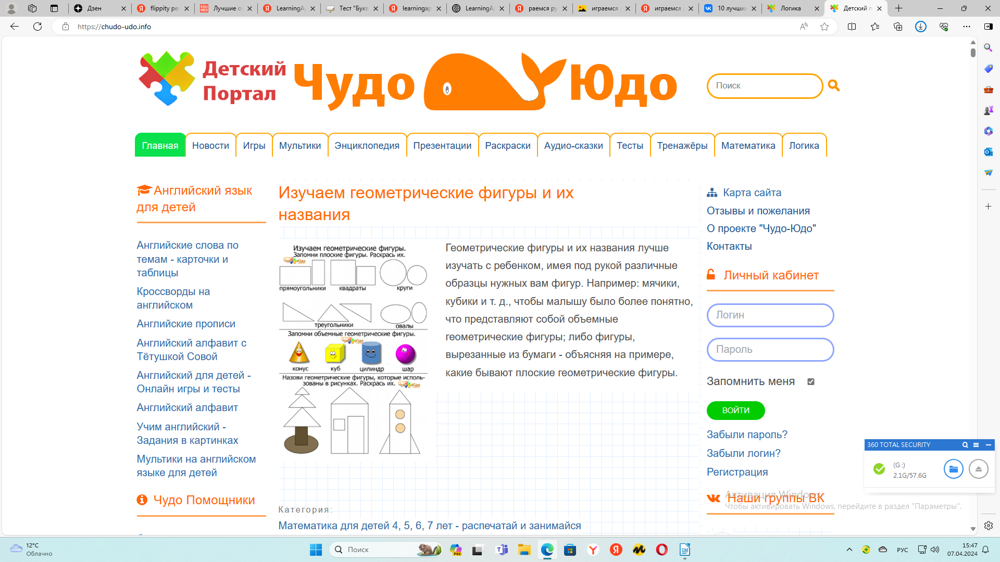 Дзен
flippity
Лучшие
Тест "Букв
learningap
раемся ру
играемся
играемся
10 лучших
Логика
Детский п
https://chudo-udo.info
Детский
Портал
Чудо Юдо
Поиск
Главная
Новости
Игры
Мультики
Энциклопедия
Презентации
Раскраски
Аудио-сказки
Тесты
Тренажёры
Математика
Логика
Английский язык
для детей
Английские слова по
темам - карточки и
таблицы
Кроссворды на
английском
Английские прописи
Английский алфавит с
Тётушкой Совой
Английский для детей -
Онлайн игры и тесты
Английский алфавит
Учим английский -
Задания в картинках
Мультики на английском
языке для детей
Чудо Помощники
Изучаем геометрические фигуры и их
названия
Изучаем геометрические фигуры.
Запомни плоские фигуры. Раскрась их.
прямоугольники
квадраты
круги
треугольники
овалы
Запомни объемные геометрические фигуры.
конус
куб
цилиндр
шар
Назови геометрические фигуры, которые исполь-
зованы в рисунках. Раскрась их.
Геометрические фигуры и их названия лучше
изучать с ребенком, имея под рукой различные
образцы нужных вам фигур. Например: мячики,
кубики и т. д., чтобы малышу было более понятно,
что представляют собой объемные
геометрические фигуры; либо фигуры,
вырезанные из бумаги - объясняя на примере,
какие бывают плоские геометрические фигуры.
Категория:
Математика для детей 4, 5, 6, 7 лет - распечатай и занимайся
Карта сайта
Отзывы и пожелания
О проекте "Чудо-Юдо"
Контакты
Личный кабинет
Логин
Пароль
Запомнить меня
ВОЙТИ
Забыли пароль?
Забыли логин?
Регистрация
Наши группы ВК
360 TOTAL SECURITY
(G :)
2.1G/57.6G
Активация Windows
Чтобы активировать Windows, перейдите в раздел "Параметры".
12°C
Облачно
Поиск
PRE
РУС
15:47
07.04.2024